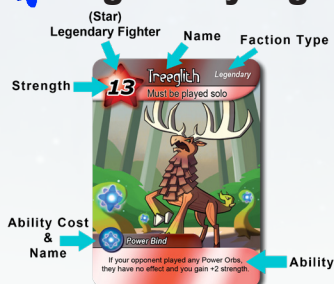 (Star)
Legendary Fighter
Name
Faction Type
Strength
13
Treeglith
Legendary
Must be played solo
Ability Cost
&
Name
Power Bind
If your opponent played any Power Orbs,
they have no effect and you gain +2 strength.
Ability